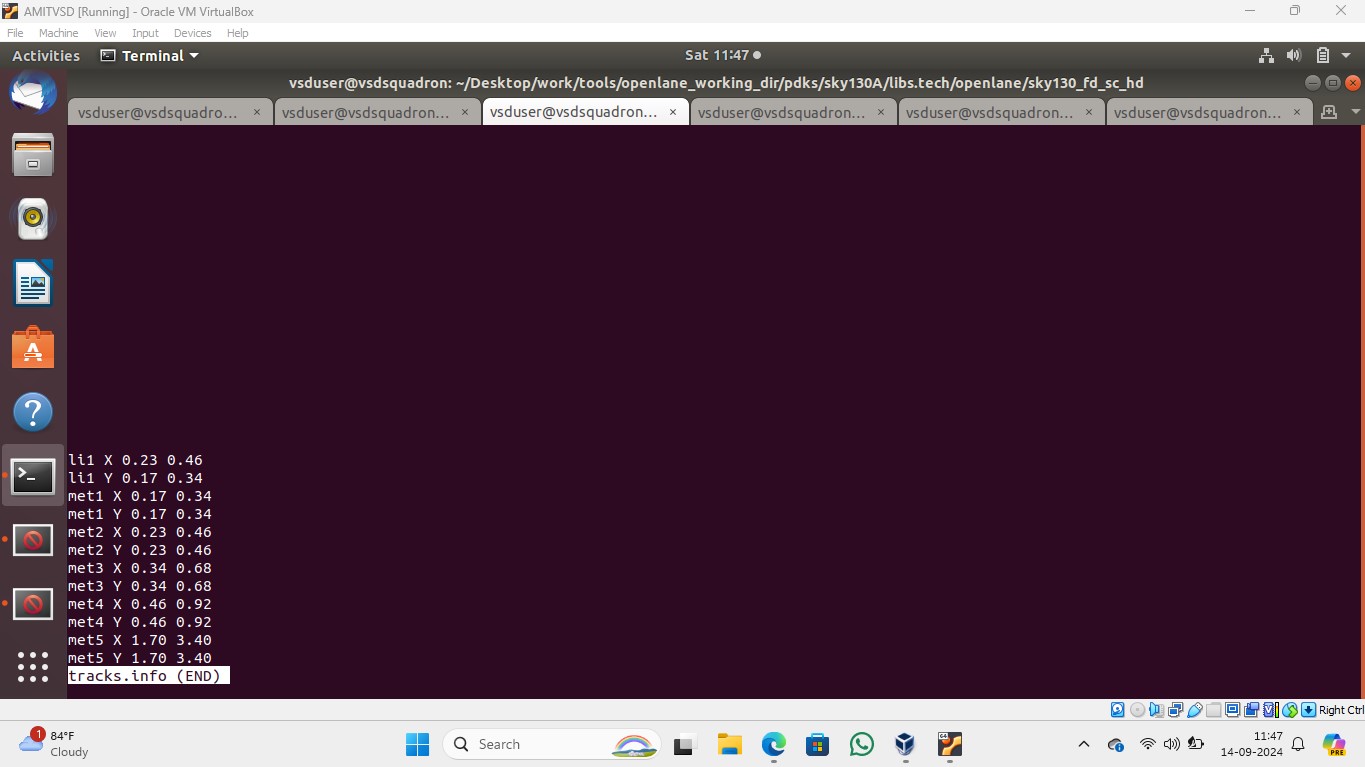 AMITVSD [Running] - Oracle VM VirtualBox
File Machine View Input Devices Help
Activities Terminal Sat 11:47
vsduser@vsdsquadron: ~/Desktop/work/tools/openlane_working_dir/pdks/sky130A/libs.tech/openlane/sky130_fd_sc_hd
vsduser@vsdsquadro... × vsduser@vsdsquadron... × vsduser@vsdsquadron... × vsduser@vsdsquadron... × vsduser@vsdsquadron... × vsduser@vsdsquadron... ×
li1 X 0.23 0.46
li1 Y 0.17 0.34
met1 X 0.17 0.34
met1 Y 0.17 0.34
met2 X 0.23 0.46
met2 Y 0.23 0.46
met3 X 0.34 0.68
met3 Y 0.34 0.68
met4 X 0.46 0.92
met4 Y 0.46 0.92
met5 X 1.70 3.40
met5 Y 1.70 3.40
tracks.info (END)
Right Ctrl
1 84°F
Cloudy
Search
11:47
14-09-2024
PRE